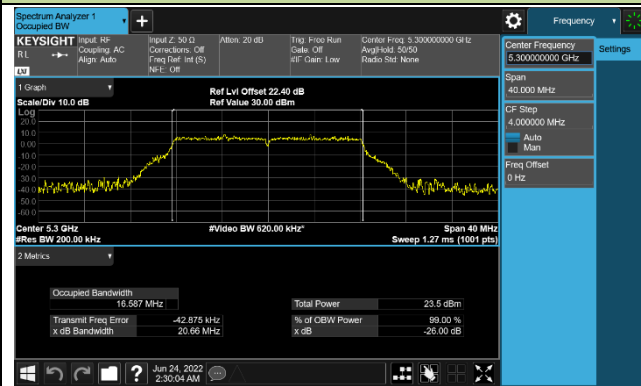 Spectrum Analyzer 1
Occupied BW
Frequency
KEYSIGHT
RL
LXI
Input: RF
Coupling: AC
Align: Auto
Input Z: 50 Ω
Corrections: Off
Freq Ref: Int (S)
NFE: Off
Atten: 20 dB
Trig: Free Run
Gate: Off
#IF Gain: Low
Center Freq: 5.300000000 GHz
Avg|Hold: 50/50
Radio Std: None
Center Frequency
5.300000000 GHz
Settings
Span
40.000 MHz
CF Step
4.000000 MHz
Auto
Man
Freq Offset
0 Hz
1 Graph
Scale/Div 10.0 dB
Ref Lvl Offset 22.40 dB
Ref Value 30.00 dBm
Log
20.0
10.0
0.00
-10.0
-20.0
-30.0
-40.0
-50.0
-60.0
Center 5.3 GHz
#Res BW 200.00 kHz
#Video BW 620.00 kHz*
Span 40 MHz
Sweep 1.27 ms (1001 pts)
2 Metrics
Occupied Bandwidth
16.587 MHz
Total Power 23.5 dBm
Transmit Freq Error -42.875 kHz
% of OBW Power 99.00 %
x dB Bandwidth 20.66 MHz
x dB -26.00 dB
Jun 24, 2022
2:30:04 AM